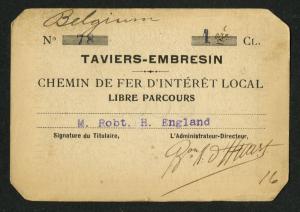 Belgium
Nº 78 1ère CL.
TAVIERS-EMBRESIN
CHEMIN DE FER D'INTÉRÊT LOCAL
LIBRE PARCOURS
M. Robt. H. England
Signature du Titulaire, L'Administrateur-Directeur,
16